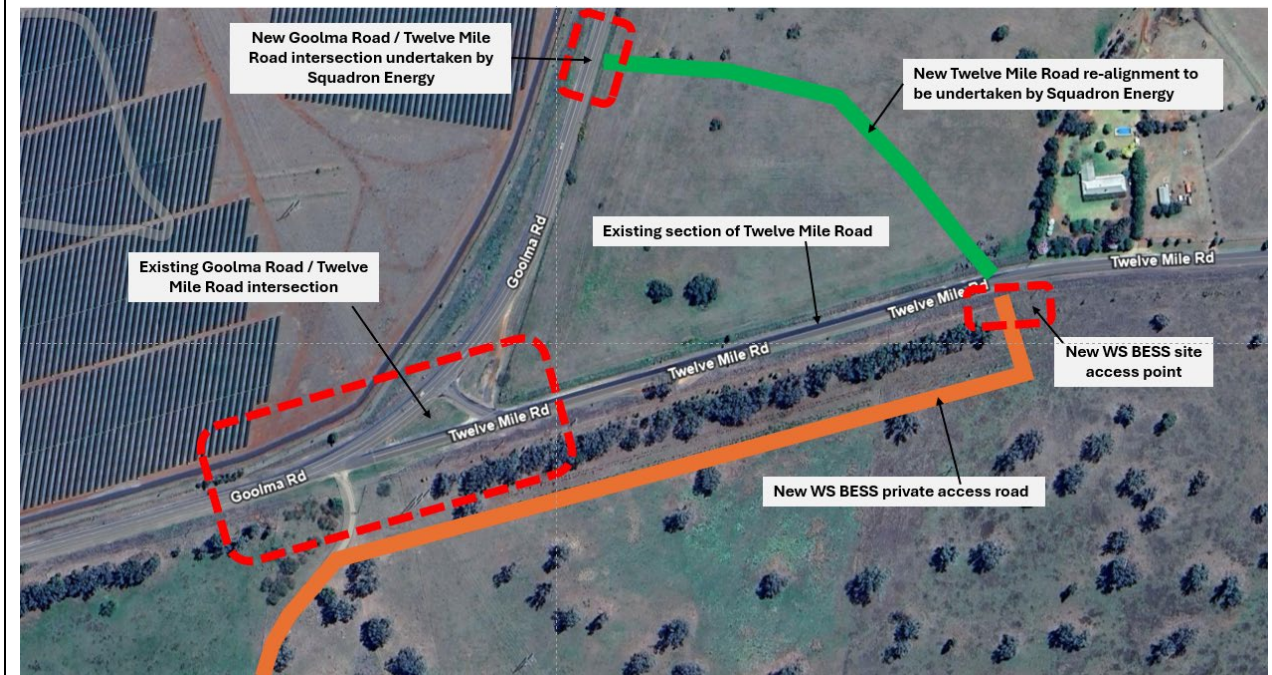 New Goolma Road / Twelve Mile
Road intersection undertaken by
Squadron Energy
New Twelve Mile Road re-alignment to
be undertaken by Squadron Energy
Goolma Rd
Existing section of Twelve Mile Road
Existing Goolma Road / Twelve
Mile Road intersection
Twelve Mile Rd
Twelve Mile Rd
Twelve Mile Rd
Twelve Mile Rd
New WS BESS site
access point
Goolma Rd
New WS BESS private access road